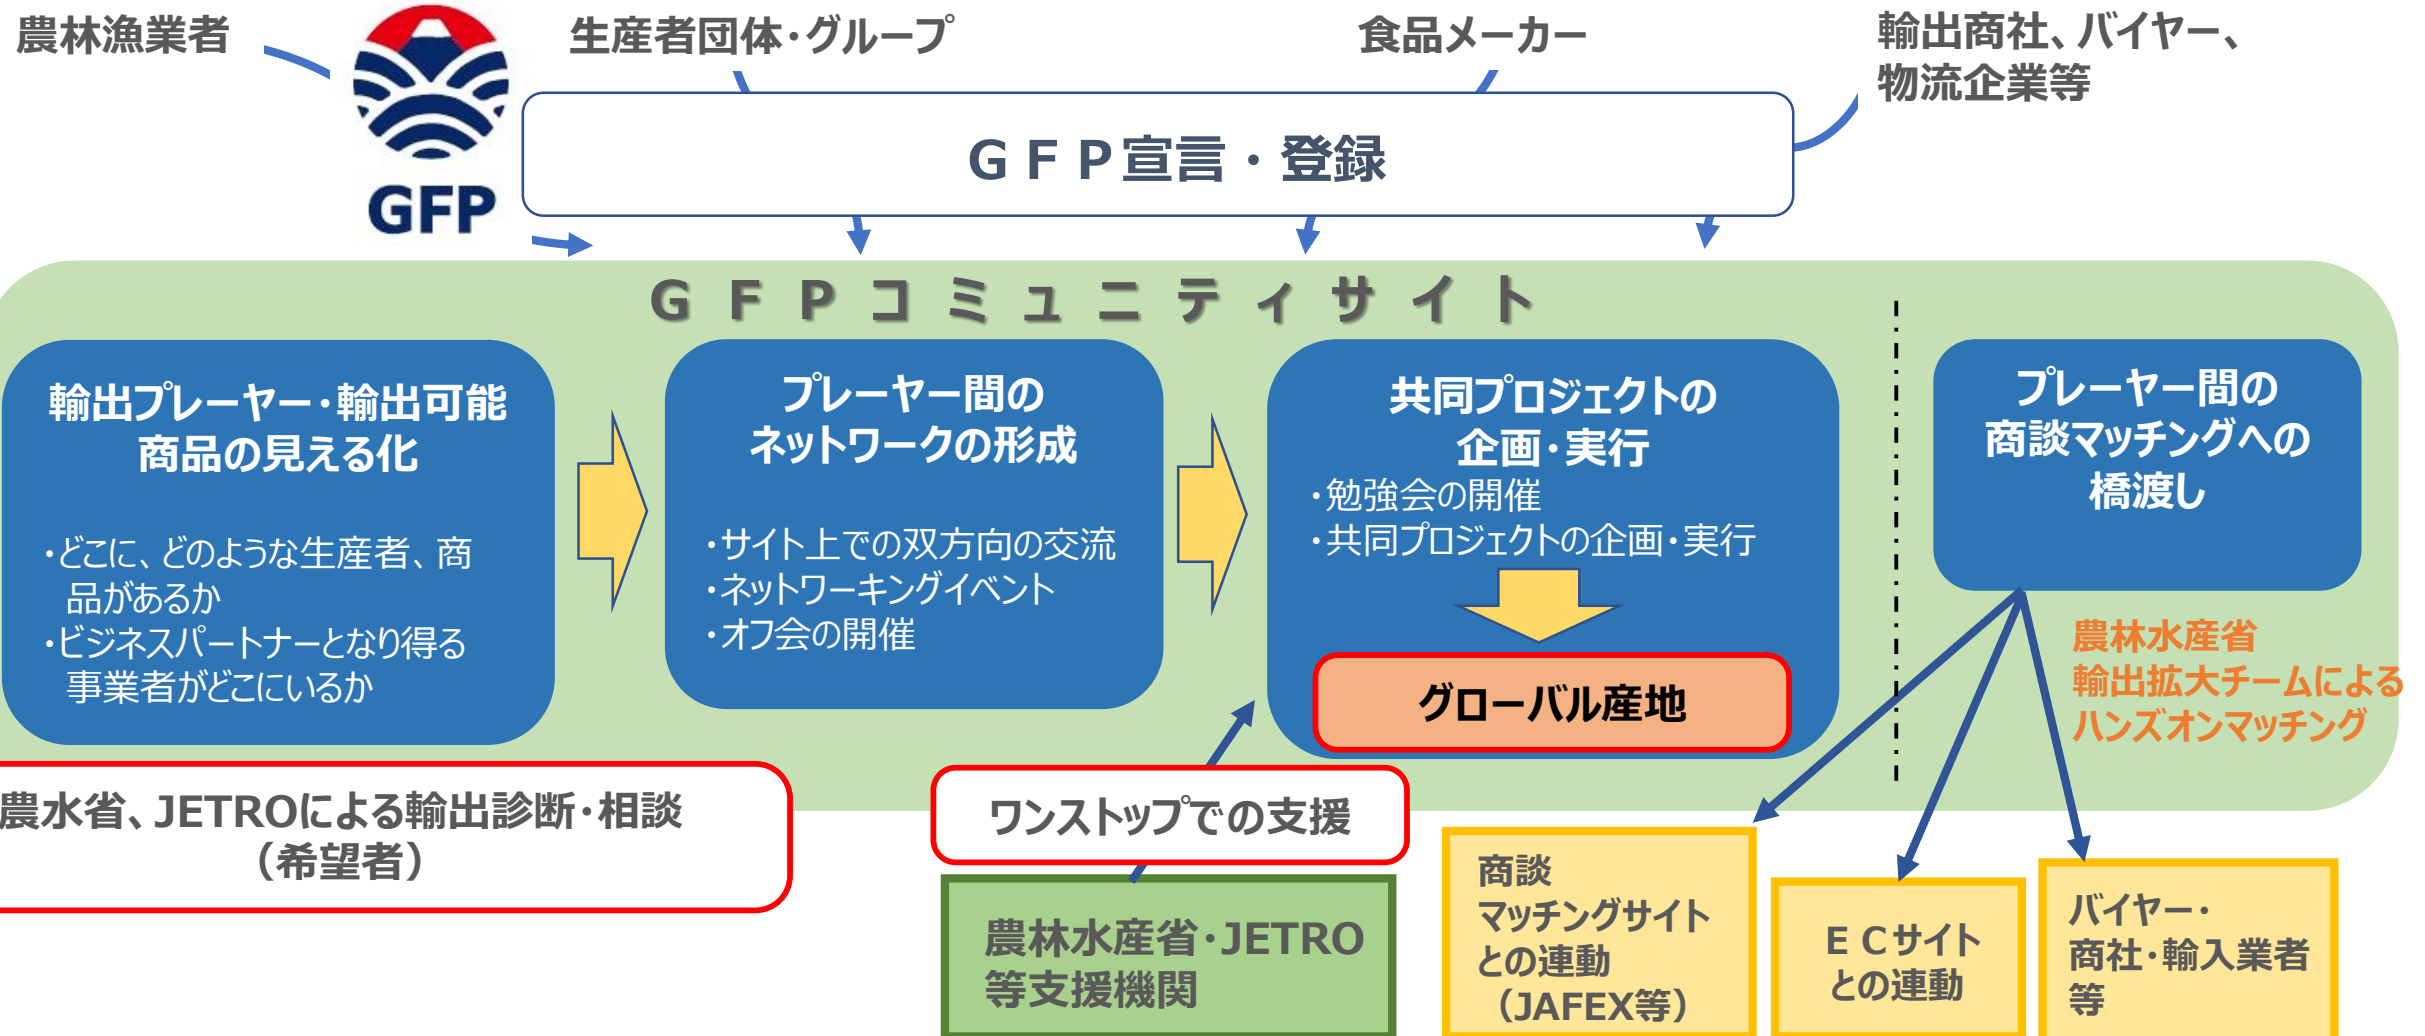 農林漁業者
GFP
生産者団体・グループ
食品メーカー
輸出商社、バイヤー、
物流企業等
ＧＦＰ宣言・登録
ＧＦＰコミュニティサイト
輸出プレーヤー・輸出可能
商品の見える化
・どこに、どのような生産者、商
品があるか
・ビジネスパートナーとなり得る
事業者がどこにいるか
プレーヤー間の
ネットワークの形成
・サイト上での双方向の交流
・ネットワーキングイベント
・オフ会の開催
共同プロジェクトの
企画・実行
・勉強会の開催
・共同プロジェクトの企画・実行
グローバル産地
プレーヤー間の
商談マッチングへの
橋渡し
農林水産省
輸出拡大チームによる
ハンズオンマッチング
農水省、JETROによる輸出診断・相談
（希望者）
ワンストップでの支援
農林水産省・JETRO
等支援機関
商談
マッチングサイト
との連動
（JAFEX等）
ＥＣサイト
との連動
バイヤー・
商社・輸入業者
等